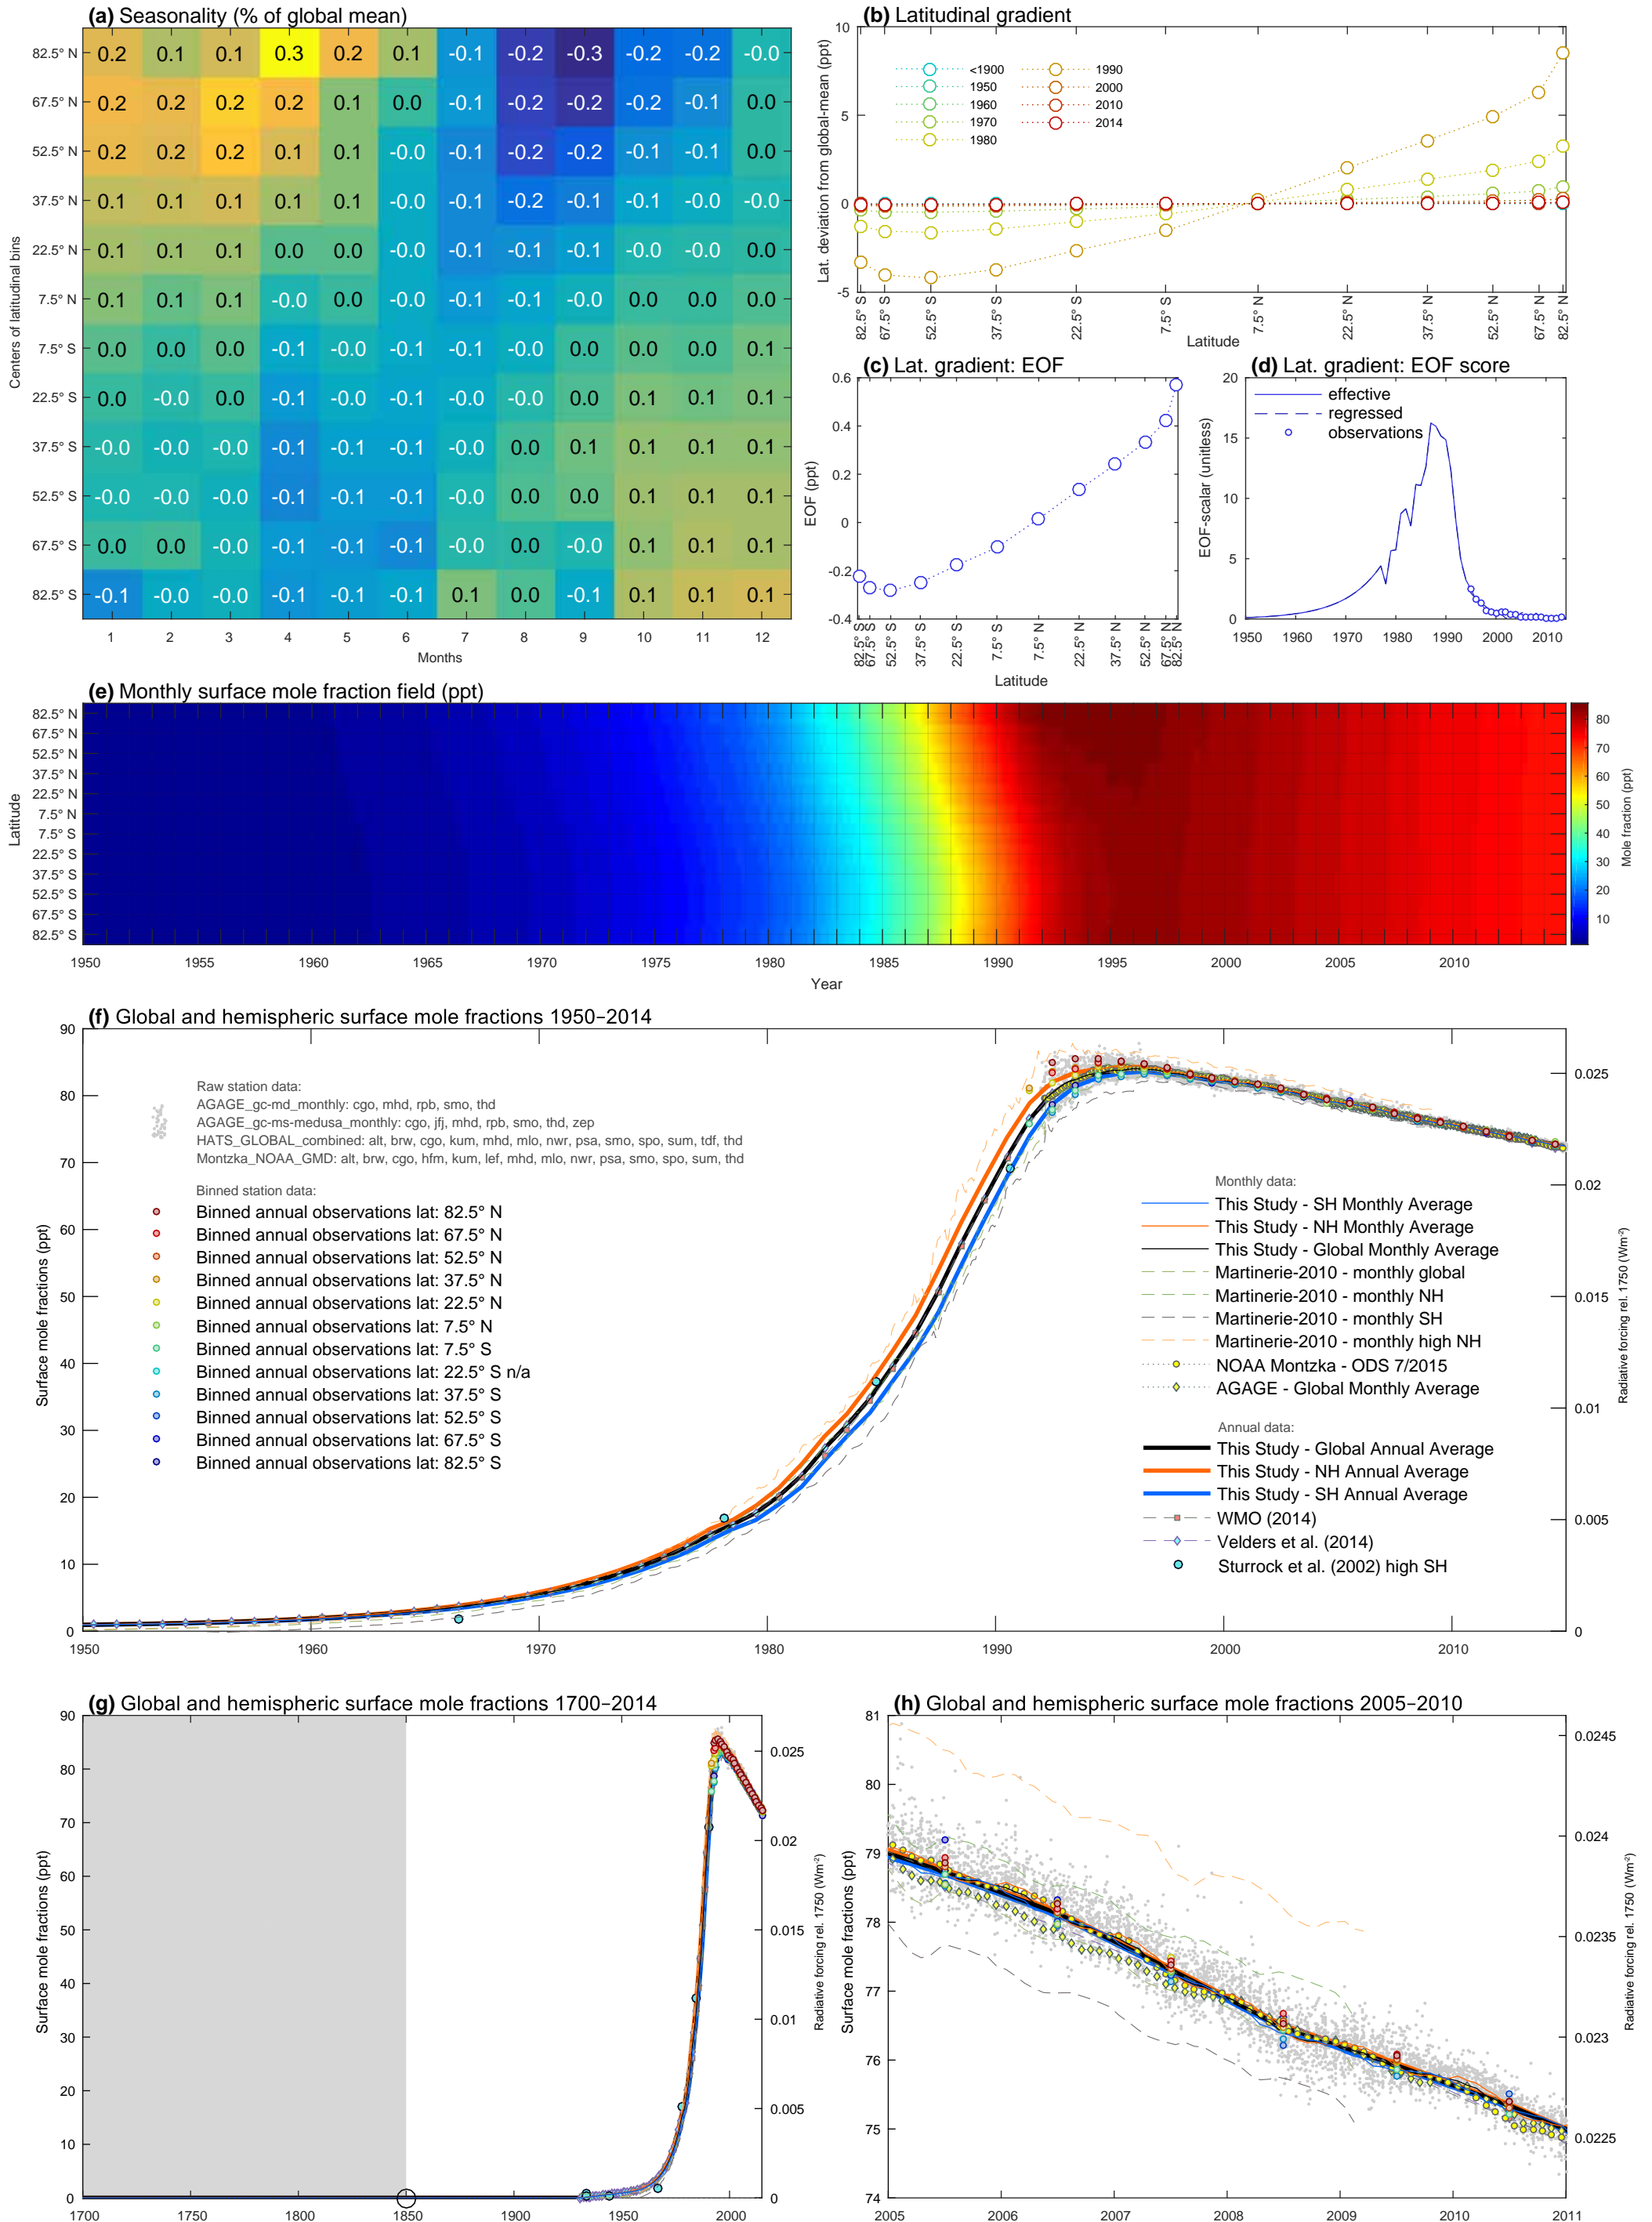 (a) Seasonality (% of global mean)
82.5° N 0.2 0.1 0.1 0.3 0.2 0.1 -0.1 -0.2 -0.3 -0.2 -0.2 -0.0
67.5° N 0.2 0.2 0.2 0.2 0.1 0.0 -0.1 -0.2 -0.2 -0.2 -0.1 0.0
52.5° N 0.2 0.2 0.2 0.1 0.1 -0.0 -0.1 -0.2 -0.2 -0.1 -0.1 0.0
37.5° N 0.1 0.1 0.1 0.1 0.1 -0.0 -0.1 -0.2 -0.1 -0.0 -0.0 -0.0
22.5° N 0.1 0.1 0.1 0.0 0.0 -0.0 -0.1 -0.1 -0.1 -0.0 -0.0 0.0
7.5° N 0.1 0.1 0.1 -0.0 0.0 -0.0 -0.1 -0.1 -0.0 0.0 0.0 0.0
7.5° S 0.0 0.0 0.0 -0.1 -0.0 -0.1 -0.1 -0.0 0.0 0.0 0.0 0.1
22.5° S 0.0 -0.0 0.0 -0.1 -0.0 -0.1 -0.0 -0.0 0.0 0.1 0.1 0.1
37.5° S -0.0 -0.0 -0.0 -0.1 -0.1 -0.1 -0.0 0.0 0.1 0.1 0.1 0.1
52.5° S -0.0 -0.0 -0.0 -0.1 -0.1 -0.1 -0.0 0.0 0.0 0.1 0.1 0.1
67.5° S 0.0 0.0 -0.0 -0.1 -0.1 -0.1 -0.0 0.0 -0.0 0.1 0.1 0.1
82.5° S -0.1 -0.0 -0.0 -0.1 -0.1 -0.1 0.1 0.0 -0.1 0.1 0.1 0.1
1 2 3 4 5 6 7 8 9 10 11 12
Months
Centers of latitudinal bins
(b) Latitudinal gradient
Lat. deviation from global-mean (ppt)
10
5
0
-5
<1900 1990
1950 2000
1960 2010
1970 2014
1980
82.5° S 67.5° S 52.5° S 37.5° S 22.5° S 7.5° S 7.5° N 22.5° N 37.5° N 52.5° N 67.5° N 82.5° N
Latitude
(c) Lat. gradient: EOF
EOF (ppt)
0.6
0.4
0.2
0
-0.2
-0.4
82.5° S 67.5° S 52.5° S 37.5° S 22.5° S 7.5° S 7.5° N 22.5° N 37.5° N 52.5° N 67.5° N 82.5° N
Latitude
(d) Lat. gradient: EOF score
EOF-scalar (unitless)
20
15
10
5
0
effective
regressed
observations
1950 1960 1970 1980 1990 2000 2010
(e) Monthly surface mole fraction field (ppt)
Latitude
82.5° N
67.5° N
52.5° N
37.5° N
22.5° N
7.5° N
7.5° S
22.5° S
37.5° S
52.5° S
67.5° S
82.5° S
1950 1955 1960 1965 1970 1975 1980 1985 1990 1995 2000 2005 2010
Year
80
70
60
50
40
30
20
10
Mole fraction (ppt)
(f) Global and hemispheric surface mole fractions 1950–2014
Surface mole fractions (ppt)
90
80
70
60
50
40
30
20
10
0
Raw station data:
AGAGE_gc-md_monthly: cgo, mhd, rpb, smo, thd
AGAGE_gc-ms-medusa_monthly: cgo, jfj, mhd, rpb, smo, thd, zep
HATS_GLOBAL_combined: alt, brw, cgo, kum, mhd, mlo, nwr, psa, smo, spo, sum, tdf, thd
Montzka_NOAA_GMD: alt, brw, cgo, hfm, kum, lef, mhd, mlo, nwr, psa, smo, spo, sum, thd
Binned station data:
Binned annual observations lat: 82.5° N
Binned annual observations lat: 67.5° N
Binned annual observations lat: 52.5° N
Binned annual observations lat: 37.5° N
Binned annual observations lat: 22.5° N
Binned annual observations lat: 7.5° N
Binned annual observations lat: 7.5° S
Binned annual observations lat: 22.5° S n/a
Binned annual observations lat: 37.5° S
Binned annual observations lat: 52.5° S
Binned annual observations lat: 67.5° S
Binned annual observations lat: 82.5° S
Monthly data:
This Study - SH Monthly Average
This Study - NH Monthly Average
This Study - Global Monthly Average
Martinerie-2010 - monthly global
Martinerie-2010 - monthly NH
Martinerie-2010 - monthly SH
Martinerie-2010 - monthly high NH
NOAA Montzka - ODS 7/2015
AGAGE - Global Monthly Average
Annual data:
This Study - Global Annual Average
This Study - NH Annual Average
This Study - SH Annual Average
WMO (2014)
Velders et al. (2014)
Sturrock et al. (2002) high SH
0.025
0.02
0.015
0.01
0.005
0
Radiative forcing rel. 1750 (Wm-2)
1950 1960 1970 1980 1990 2000 2010
(g) Global and hemispheric surface mole fractions 1700–2014
Surface mole fractions (ppt)
90
80
70
60
50
40
30
20
10
0
0.025
0.02
0.015
0.01
0.005
0
Radiative forcing rel. 1750 (Wm-2)
1700 1750 1800 1850 1900 1950 2000
(h) Global and hemispheric surface mole fractions 2005–2010
Surface mole fractions (ppt)
81
80
79
78
77
76
75
74
0.0245
0.024
0.0235
0.023
0.0225
Radiative forcing rel. 1750 (Wm-2)
2005 2006 2007 2008 2009 2010 2011